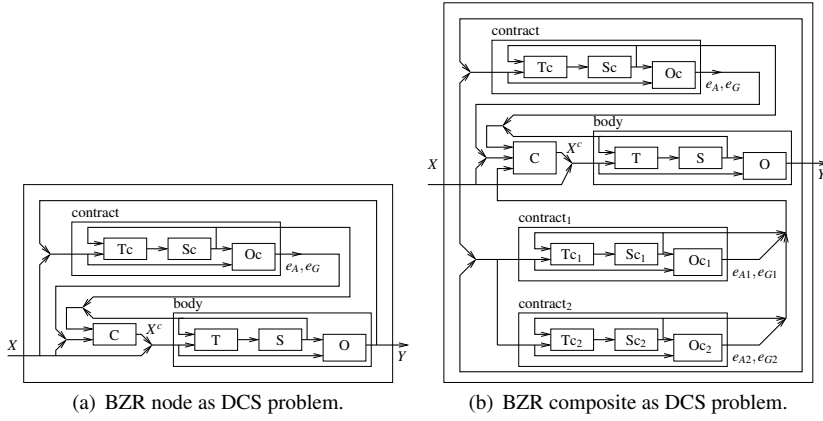 contract
Tc Sc Oc
e_A, e_G
body
X^c
C
T S O
X
Y
(a) BZR node as DCS problem.
contract
Tc Sc Oc
e_A, e_G
body
X^c
X
C
T S O
Y
contract_1
Tc_1 Sc_1 Oc_1
e_A1, e_G1
contract_2
Tc_2 Sc_2 Oc_2
e_A2, e_G2
(b) BZR composite as DCS problem.